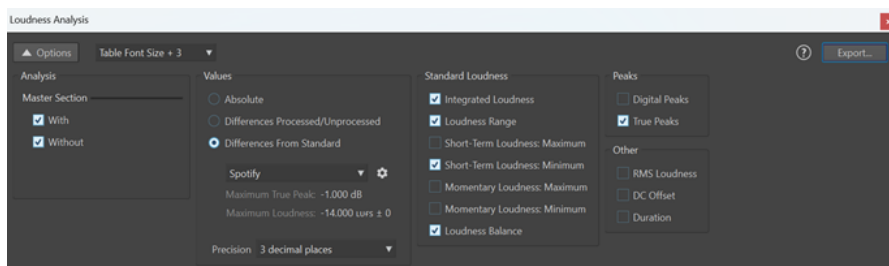 Loudness Analysis
Options
Table Font Size + 3
?
Export...
Analysis
Master Section
With
Without
Values
Absolute
Differences Processed/Unprocessed
Differences From Standard
Spotify
Maximum True Peak: -1.000 dB
Maximum Loudness: -14.000 LUFS ± 0
Precision 3 decimal places
Standard Loudness
Integrated Loudness
Loudness Range
Short-Term Loudness: Maximum
Short-Term Loudness: Minimum
Momentary Loudness: Maximum
Momentary Loudness: Minimum
Loudness Balance
Peaks
Digital Peaks
True Peaks
Other
RMS Loudness
DC Offset
Duration